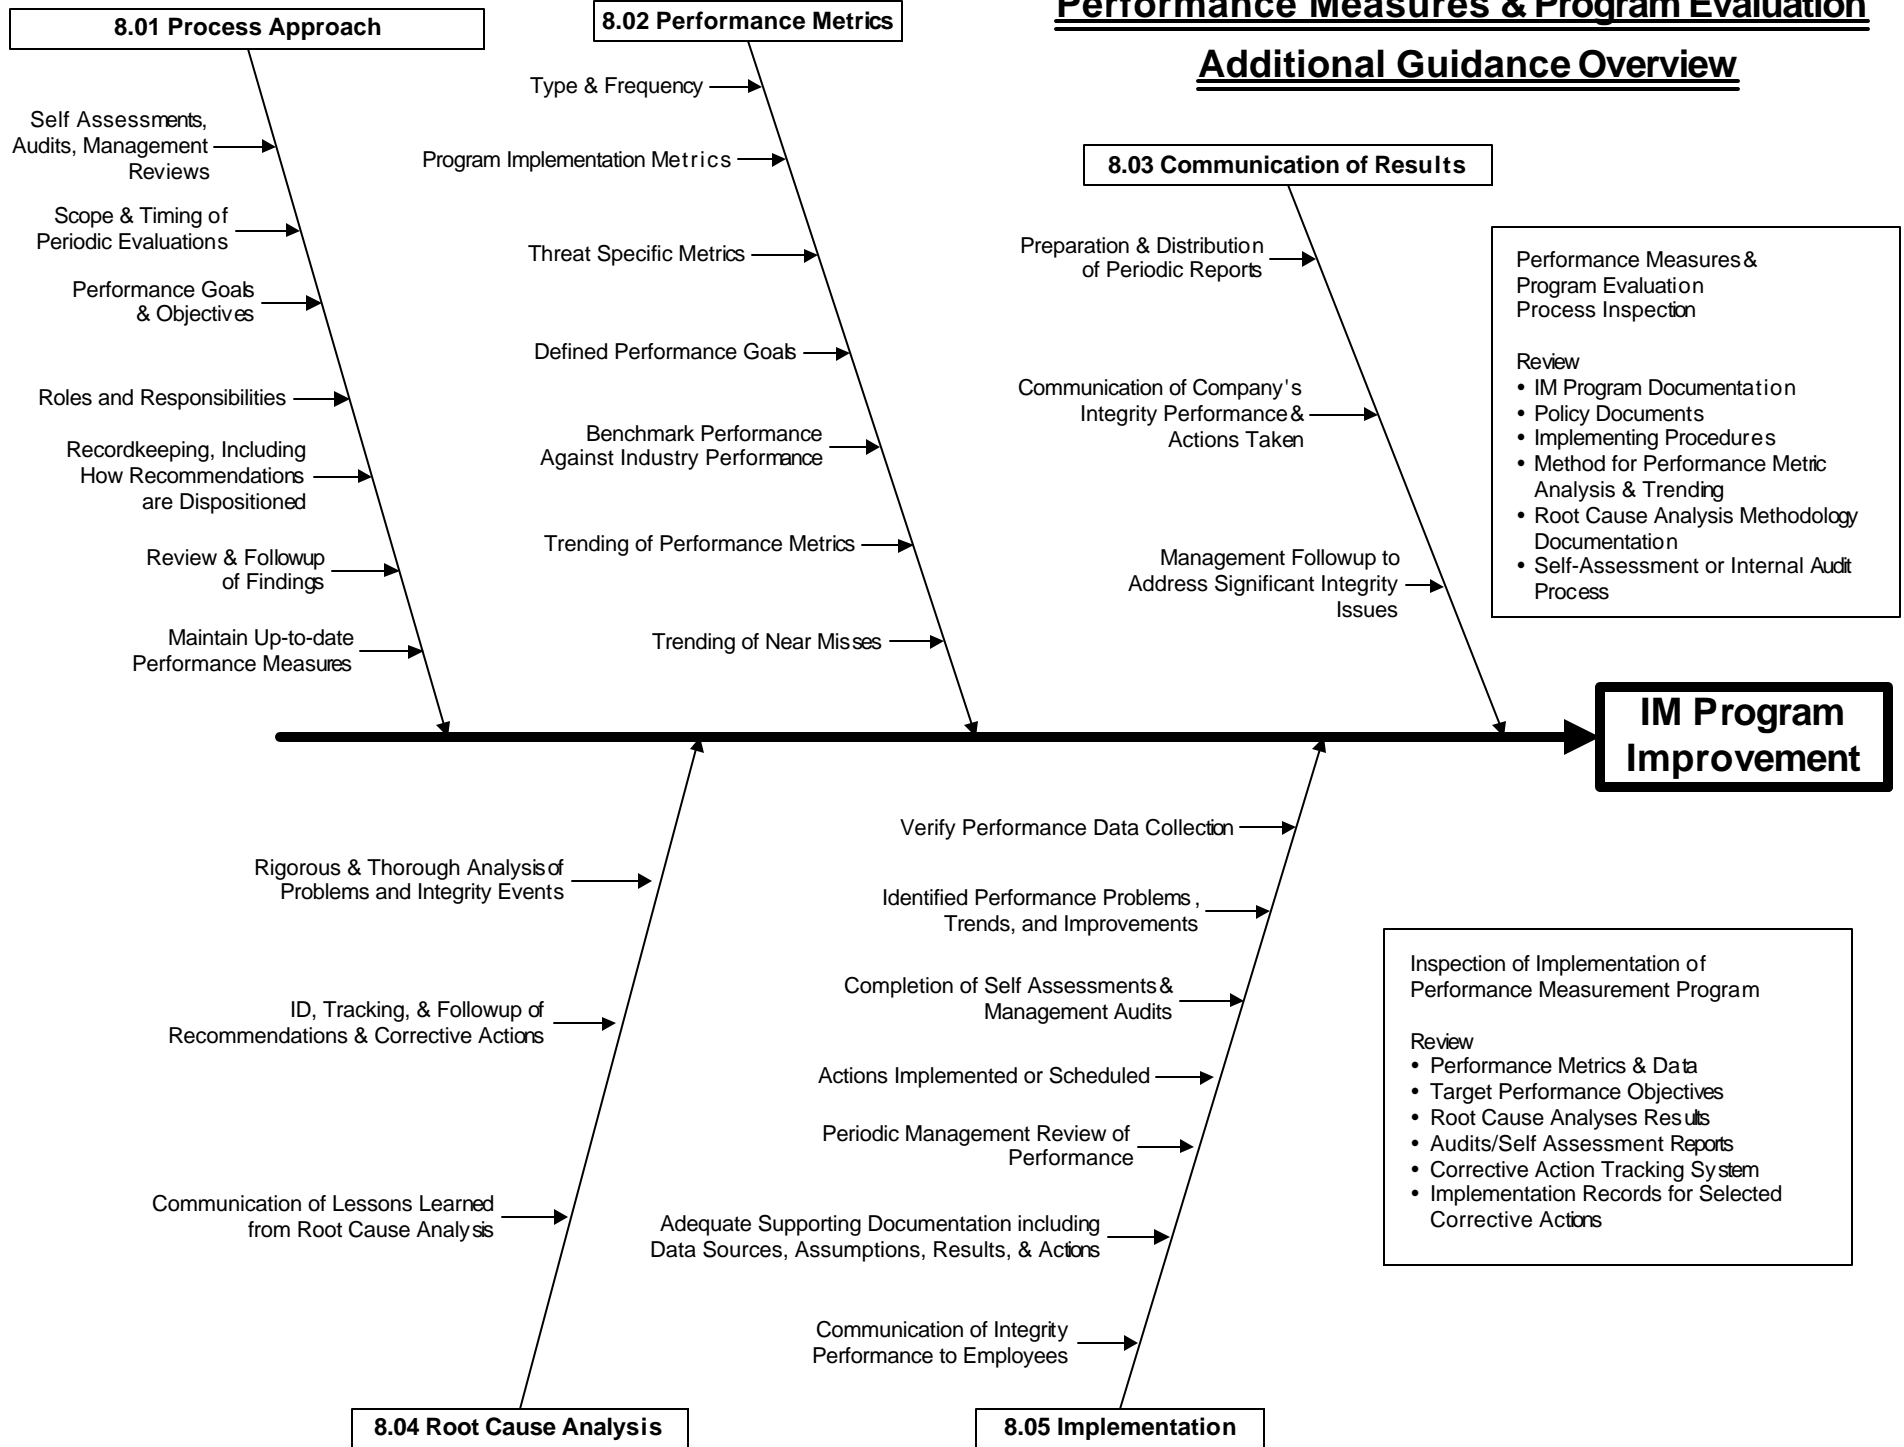 Performance Measures & Program Evaluation
Additional Guidance Overview
8.01 Process Approach
Self Assessments,
Audits, Management
Reviews
Scope & Timing of
Periodic Evaluations
Performance Goals
& Objectives
Roles and Responsibilities
Recordkeeping, Including
How Recommendations
are Dispositioned
Review & Followup
of Findings
Maintain Up-to-date
Performance Measures
8.02 Performance Metrics
Type & Frequency
Program Implementation Metrics
Threat Specific Metrics
Defined Performance Goals
Benchmark Performance
Against Industry Performance
Trending of Performance Metrics
Trending of Near Misses
8.03 Communication of Results
Preparation & Distribution
of Periodic Reports
Communication of Company's
Integrity Performance &
Actions Taken
Management Followup to
Address Significant Integrity
Issues
Performance Measures &
Program Evaluation
Process Inspection
Review
• IM Program Documentation
• Policy Documents
• Implementing Procedures
• Method for Performance Metric
Analysis & Trending
• Root Cause Analysis Methodology
Documentation
• Self-Assessment or Internal Audit
Process
IM Program
Improvement
Rigorous & Thorough Analysis of
Problems and Integrity Events
ID, Tracking, & Followup of
Recommendations & Corrective Actions
Communication of Lessons Learned
from Root Cause Analysis
8.04 Root Cause Analysis
Verify Performance Data Collection
Identified Performance Problems,
Trends, and Improvements
Completion of Self Assessments &
Management Audits
Actions Implemented or Scheduled
Periodic Management Review of
Performance
Adequate Supporting Documentation including
Data Sources, Assumptions, Results, & Actions
Communication of Integrity
Performance to Employees
8.05 Implementation
Inspection of Implementation of
Performance Measurement Program
Review
• Performance Metrics & Data
• Target Performance Objectives
• Root Cause Analyses Results
• Audits/Self Assessment Reports
• Corrective Action Tracking System
• Implementation Records for Selected
Corrective Actions